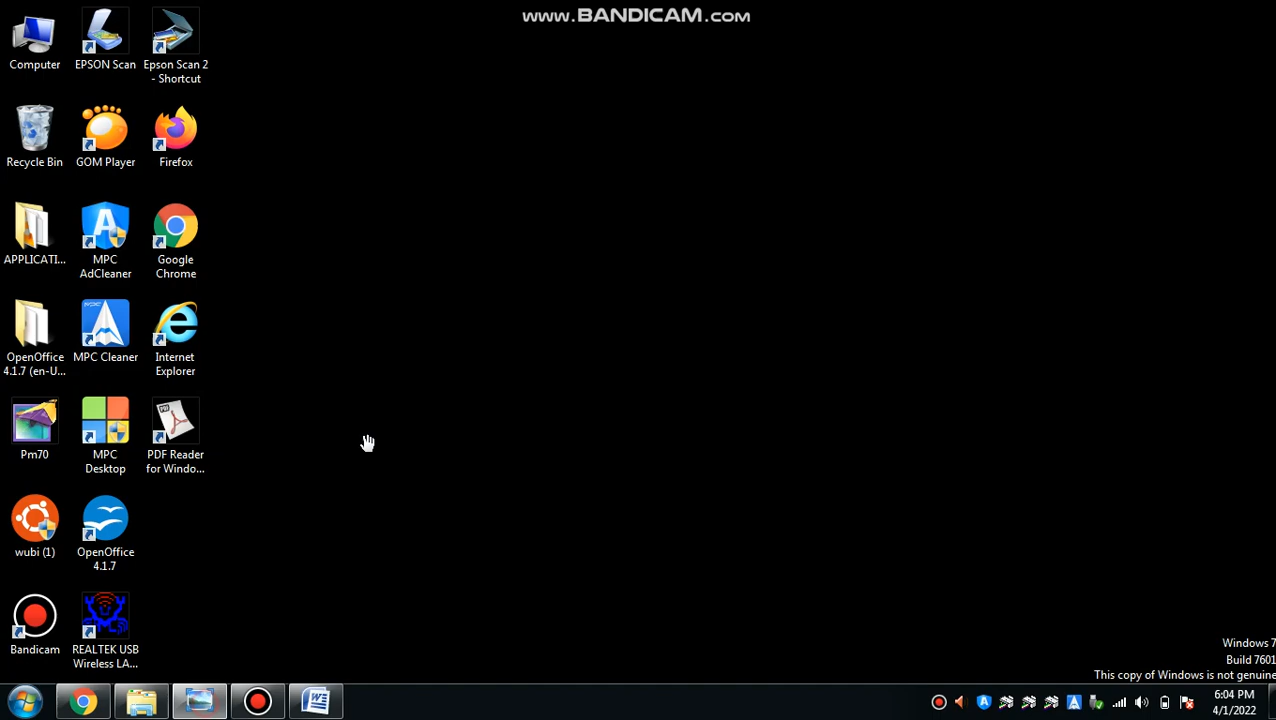 www.BANDICAM.com
Computer
EPSON Scan
Epson Scan 2
- Shortcut
Recycle Bin
GOM Player
Firefox
APPLICATI...
MPC
AdCleaner
Google
Chrome
OpenOffice
4.1.7 (en-U...
MPC Cleaner
Internet
Explorer
Pm70
MPC
Desktop
PDF Reader
for Windo...
wubi (1)
OpenOffice
4.1.7
Bandicam
REALTEK USB
Wireless LA...
Windows 7
Build 7601
This copy of Windows is not genuine
6:04 PM
4/1/2022